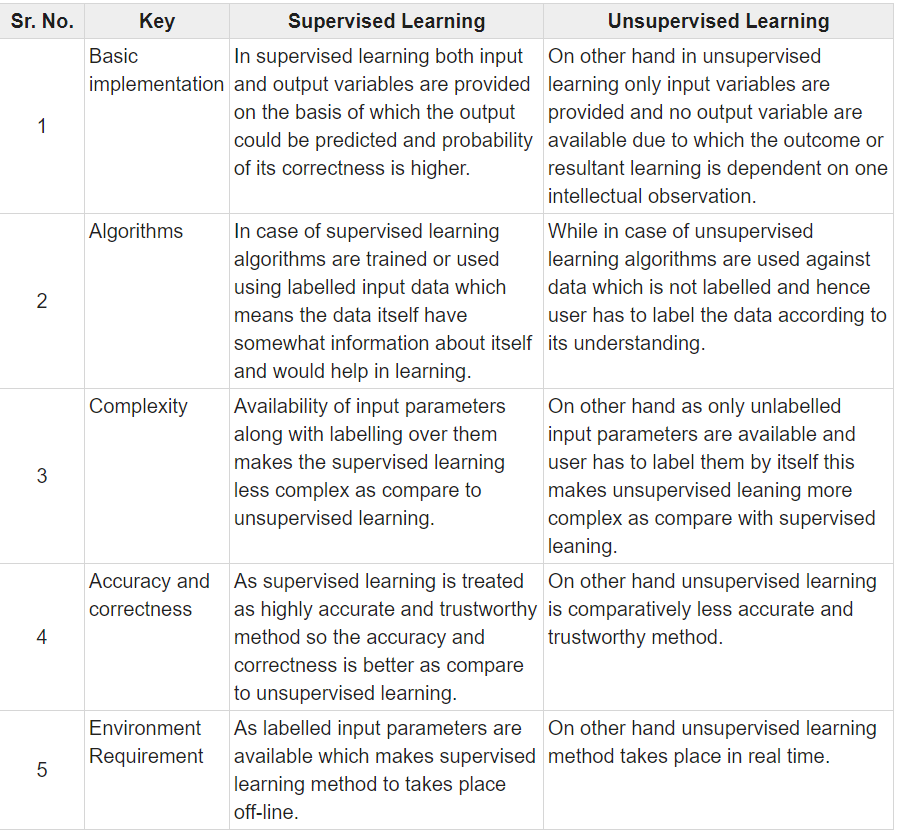 Sr. No. Key Supervised Learning Unsupervised Learning
1
Basic
implementation
In supervised learning both input
and output variables are provided
on the basis of which the output
could be predicted and probability
of its correctness is higher.
On other hand in unsupervised
learning only input variables are
provided and no output variable are
available due to which the outcome or
resultant learning is dependent on one
intellectual observation.
2
Algorithms
In case of supervised learning
algorithms are trained or used
using labelled input data which
means the data itself have
somewhat information about itself
and would help in learning.
While in case of unsupervised
learning algorithms are used against
data which is not labelled and hence
user has to label the data according to
its understanding.
3
Complexity
Availability of input parameters
along with labelling over them
makes the supervised learning
less complex as compare to
unsupervised learning.
On other hand as only unlabelled
input parameters are available and
user has to label them by itself this
makes unsupervised leaning more
complex as compare with supervised
leaning.
4
Accuracy and
correctness
As supervised learning is treated
as highly accurate and trustworthy
method so the accuracy and
correctness is better as compare
to unsupervised learning.
On other hand unsupervised learning
is comparatively less accurate and
trustworthy method.
5
Environment
Requirement
As labelled input parameters are
available which makes supervised
learning method to takes place
off-line.
On other hand unsupervised learning
method takes place in real time.